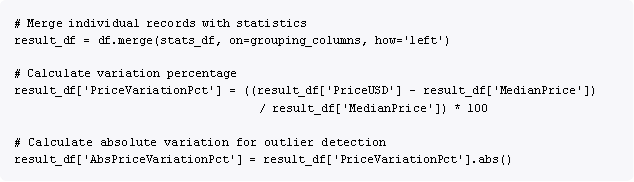 # Merge individual records with statistics
result_df = df.merge(stats_df, on=grouping_columns, how='left')
# Calculate variation percentage
result_df['PriceVariationPct'] = ((result_df['PriceUSD'] - result_df['MedianPrice'])
/ result_df['MedianPrice']) * 100
# Calculate absolute variation for outlier detection
result_df['AbsPriceVariationPct'] = result_df['PriceVariationPct'].abs()